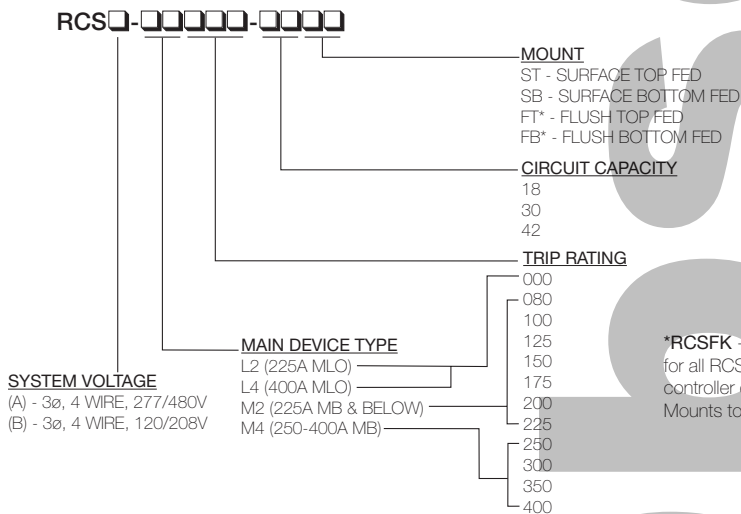 RCS❑-❑❑❑❑❑-❑❑❑❑
MOUNT
ST - SURFACE TOP FED
SB - SURFACE BOTTOM FED
FT* - FLUSH TOP FED
FB* - FLUSH BOTTOM FED
CIRCUIT CAPACITY
18
30
42
TRIP RATING
000
080
100
125
150
175
200
225
250
300
350
400
MAIN DEVICE TYPE
L2 (225A MLO)
L4 (400A MLO)
M2 (225A MB & BELOW)
M4 (250-400A MB)
SYSTEM VOLTAGE
(A) - 3ø, 4 WIRE, 277/480V
(B) - 3ø, 4 WIRE, 120/208V
*RCSFK -
for all RCS
controller
Mounts to